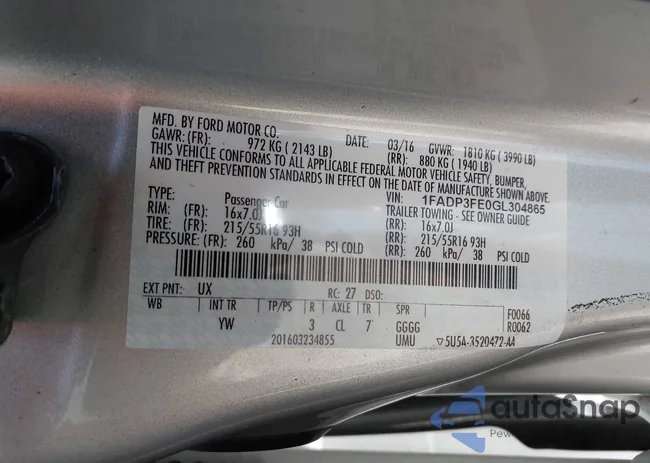 MFD. BY FORD MOTOR CO. DATE: 03/16 GVWR: 1810 KG ( 3990 LB)
GAWR: (FR): 972 KG ( 2143 LB) (RR): 880 KG ( 1940 LB)
THIS VEHICLE CONFORMS TO ALL APPLICABLE FEDERAL MOTOR VEHICLE SAFETY, BUMPER,
AND THEFT PREVENTION STANDARDS IN EFFECT ON THE DATE OF MANUFACTURE SHOWN ABOVE.
VIN: 1FADP3FE0GL304865
TYPE: Passenger Car TRAILER TOWING - SEE OWNER GUIDE
RIM: (FR) 16x7.0J (RR) 16x7.0J
TIRE: (FR) 215/55R16 93H (RR) 215/55R16 93H
PRESSURE: (FR) 260 kPa/ 38 PSI COLD (RR) 260 kPa/ 38 PSI COLD
EXT PNT: UX RC: 27 DSO:
WB INT TR TP/PS R AXLE TR SPR F0066
YW 3 CL 7 GGGG R0062
201603234855 UMU ▽5U5A-3520472-AA
autoSnap